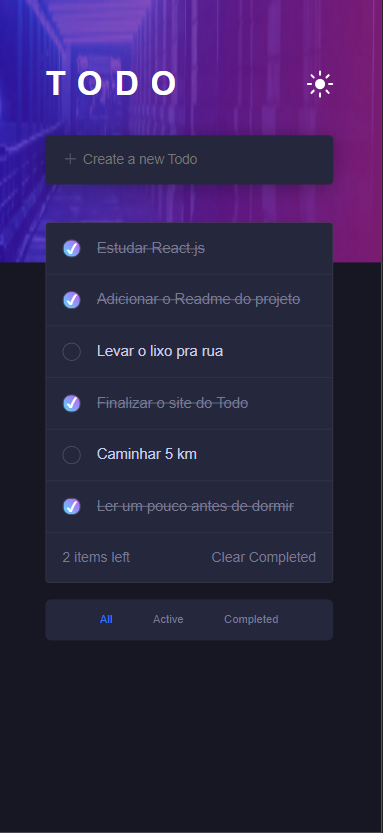 TODO
+ Create a new Todo
Estudar React.js
Adicionar o Readme do projeto
Levar o lixo pra rua
Finalizar o site do Todo
Caminhar 5 km
Ler um pouco antes de dormir
2 items left Clear Completed
All Active Completed